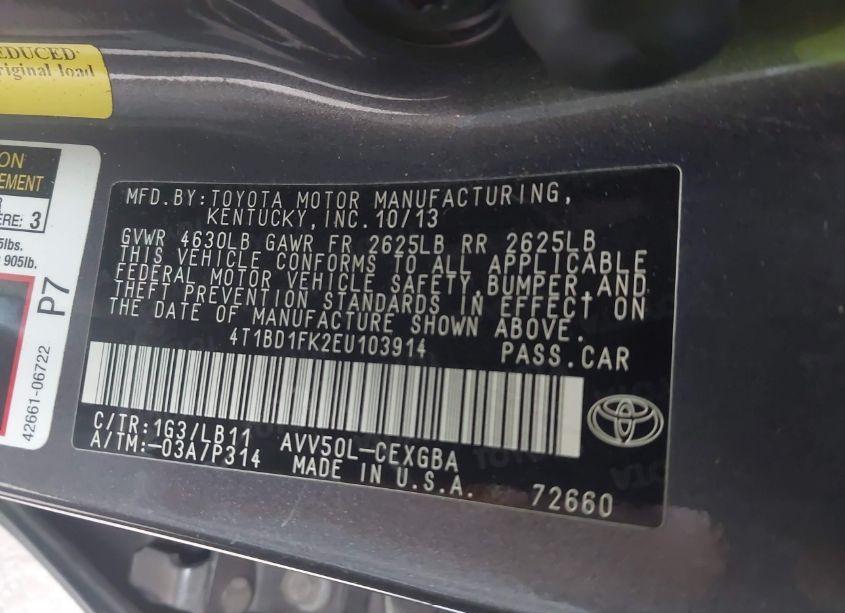 EDUCED
riginal load
ON
EMENT
R
ERE: 3
5lbs.
905lb.
P7
42661-06722
MFD.BY:TOYOTA MOTOR MANUFACTURING,
KENTUCKY,INC.10/13
GVWR 4630LB GAWR FR 2625LB RR 2625LB
THIS VEHICLE CONFORMS TO ALL APPLICABLE
FEDERAL MOTOR VEHICLE SAFETY,BUMPER,AND
THEFT PREVENTION STANDARDS IN EFFECT ON
THE DATE OF MANUFACTURE SHOWN ABOVE.
4T1BD1FK2EU103914 PASS.CAR
C/TR:1G3/LB11 AVV50L-CEXGBA
A/TM:-03A/P314 MADE IN U.S.A. 72660